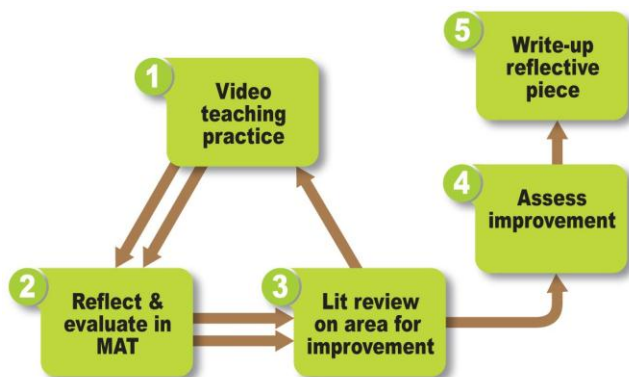 1
Video
teaching
practice
2
Reflect &
evaluate in
MAT
3
Lit review
on area for
improvement
4
Assess
improvement
5
Write-up
reflective
piece